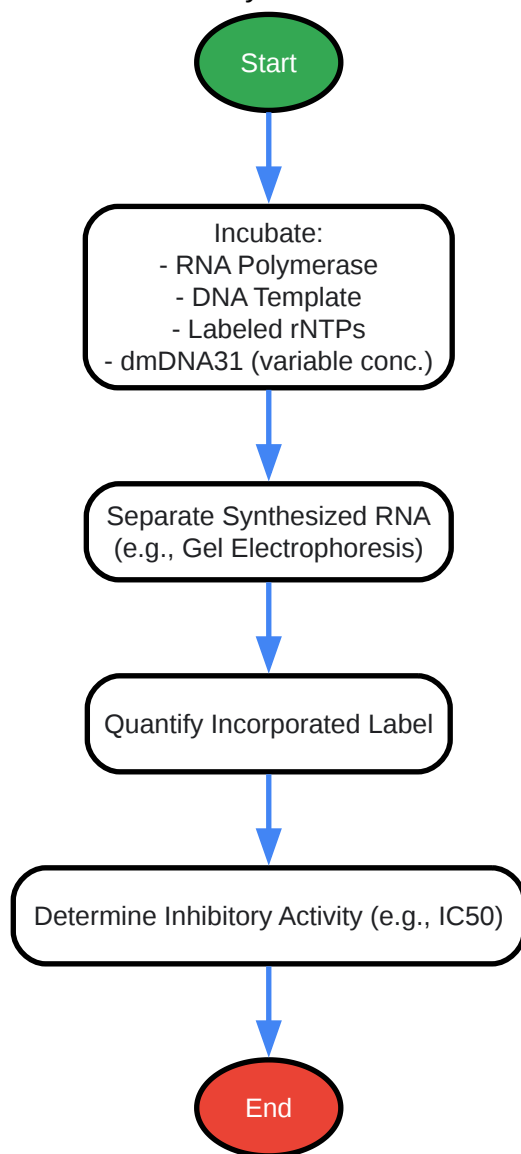 Start
Incubate:
- RNA Polymerase
- DNA Template
- Labeled rNTPs
- dmDNA31 (variable conc.)
Separate Synthesized RNA
(e.g., Gel Electrophoresis)
Quantify Incorporated Label
Determine Inhibitory Activity (e.g., IC50)
End